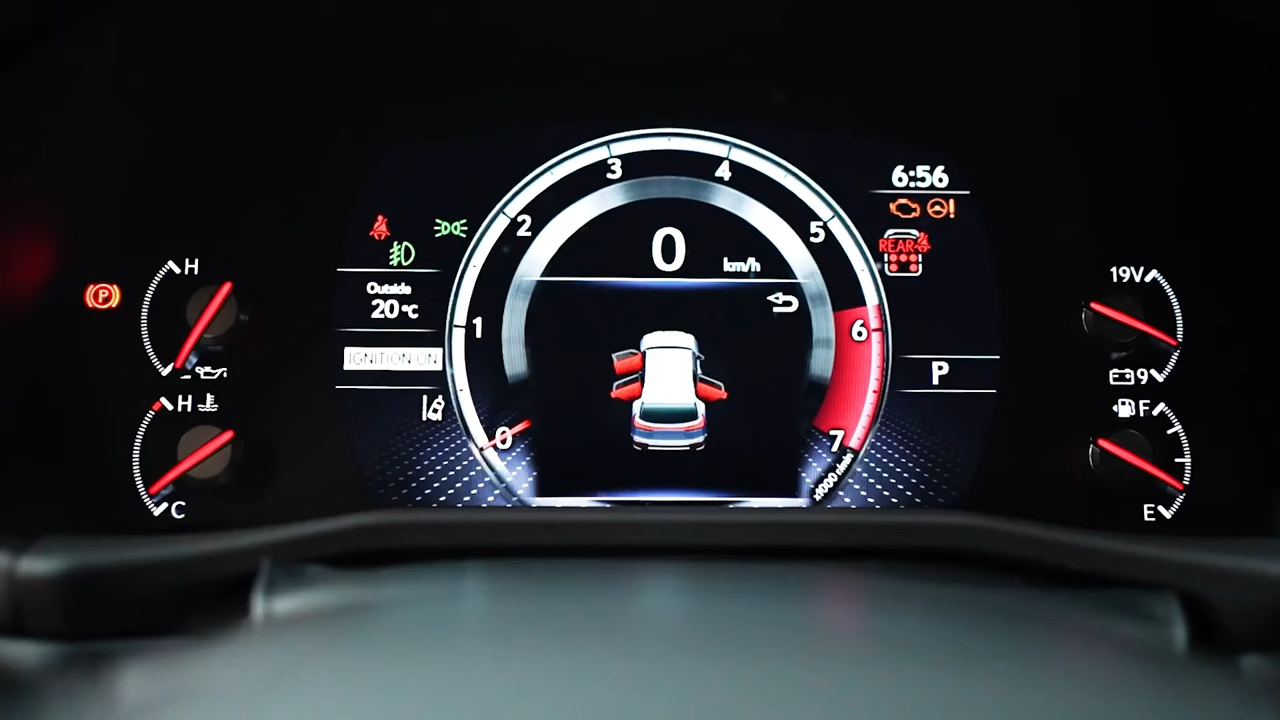 3
4
6:56
2
5
0
km/h
REAR
H
P
Outside
20°C
19V
1
6
IGNITION ON
P
9
H
F
0
7
x1000 r/min
C
E